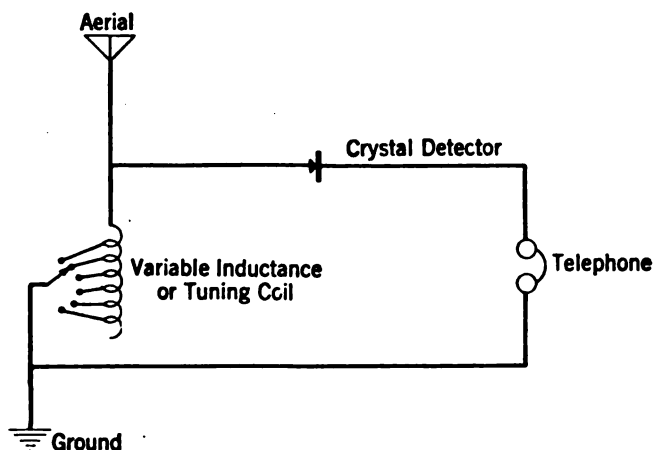 Aerial
Crystal Detector
Variable Inductance
or Tuning Coil
Telephone
Ground